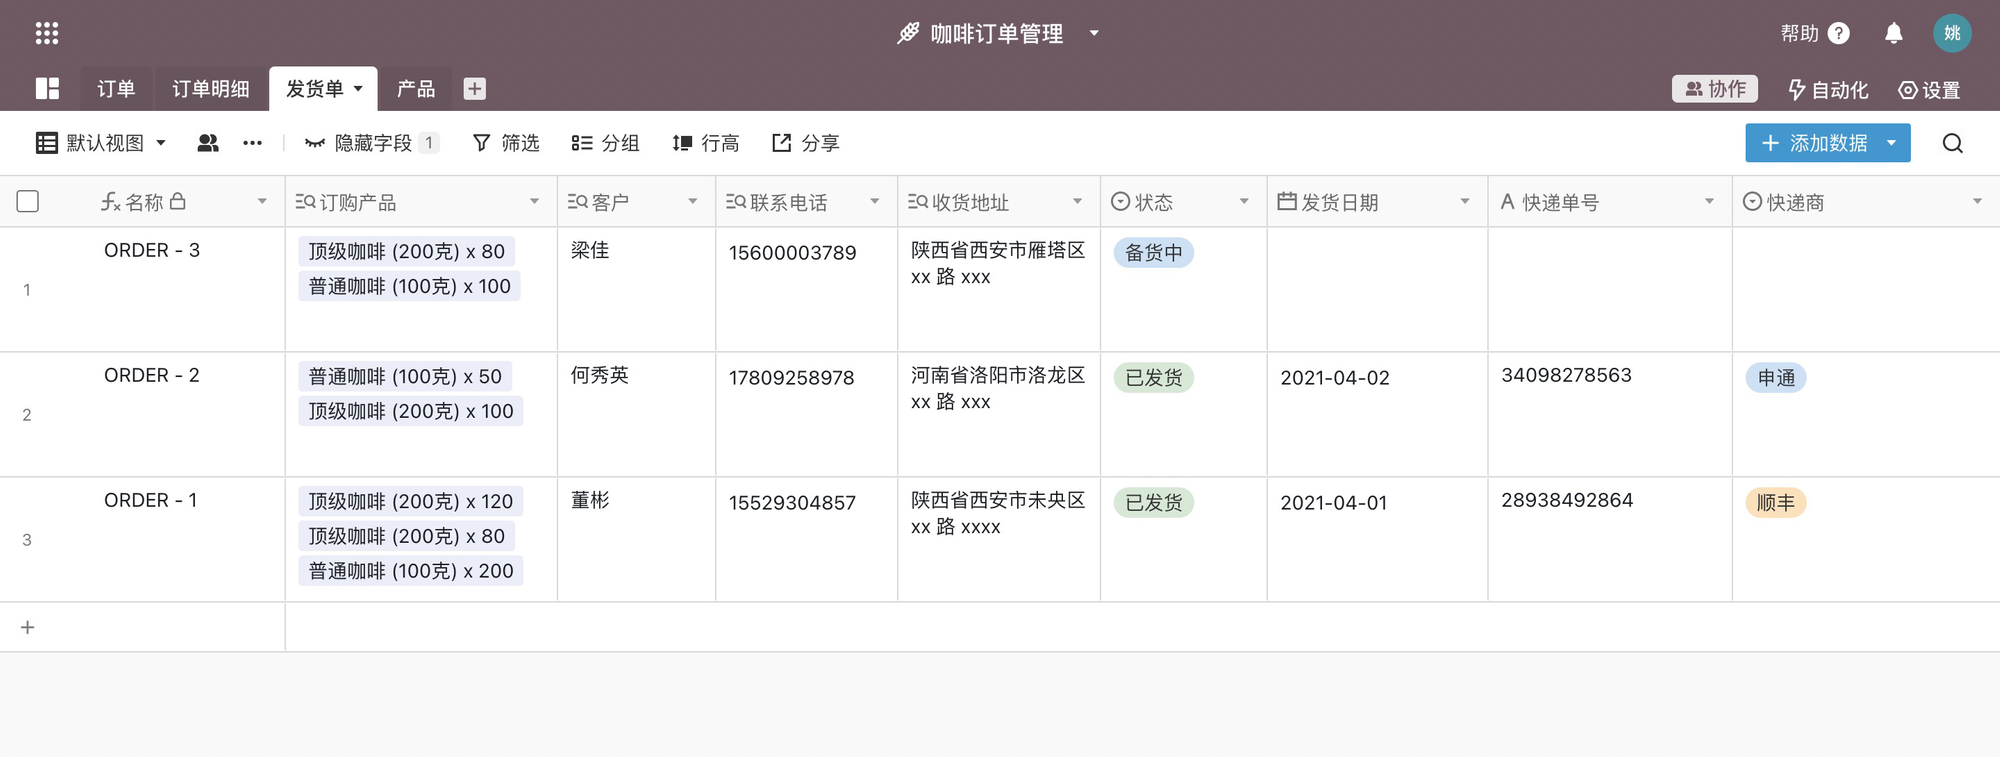 咖啡订单管理
帮助 ?
姚
订单
订单明细
发货单
产品
协作
自动化
设置
默认视图
隐藏字段 1
筛选
分组
行高
分享
添加数据
名称
订购产品
客户
联系电话
收货地址
状态
发货日期
A 快递单号
快递商
1
ORDER - 3
顶级咖啡 (200克) x 80
普通咖啡 (100克) x 100
梁佳
15600003789
陕西省西安市雁塔区
xx 路 xxx
备货中
2
ORDER - 2
普通咖啡 (100克) x 50
顶级咖啡 (200克) x 100
何秀英
17809258978
河南省洛阳市洛龙区
xx 路 xxx
已发货
2021-04-02
34098278563
申通
3
ORDER - 1
顶级咖啡 (200克) x 120
顶级咖啡 (200克) x 80
普通咖啡 (100克) x 200
董彬
15529304857
陕西省西安市未央区
xx 路 xxxx
已发货
2021-04-01
28938492864
顺丰